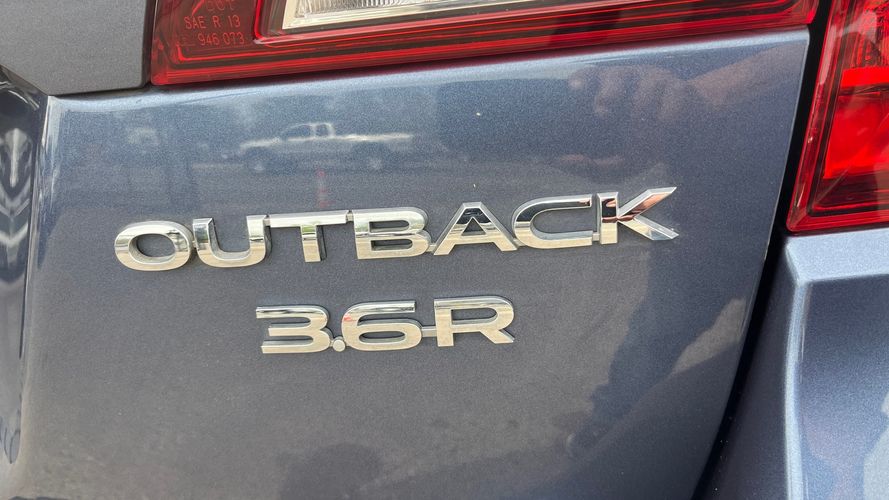 SAE R 13
946 073
OUTBACK
3.6R